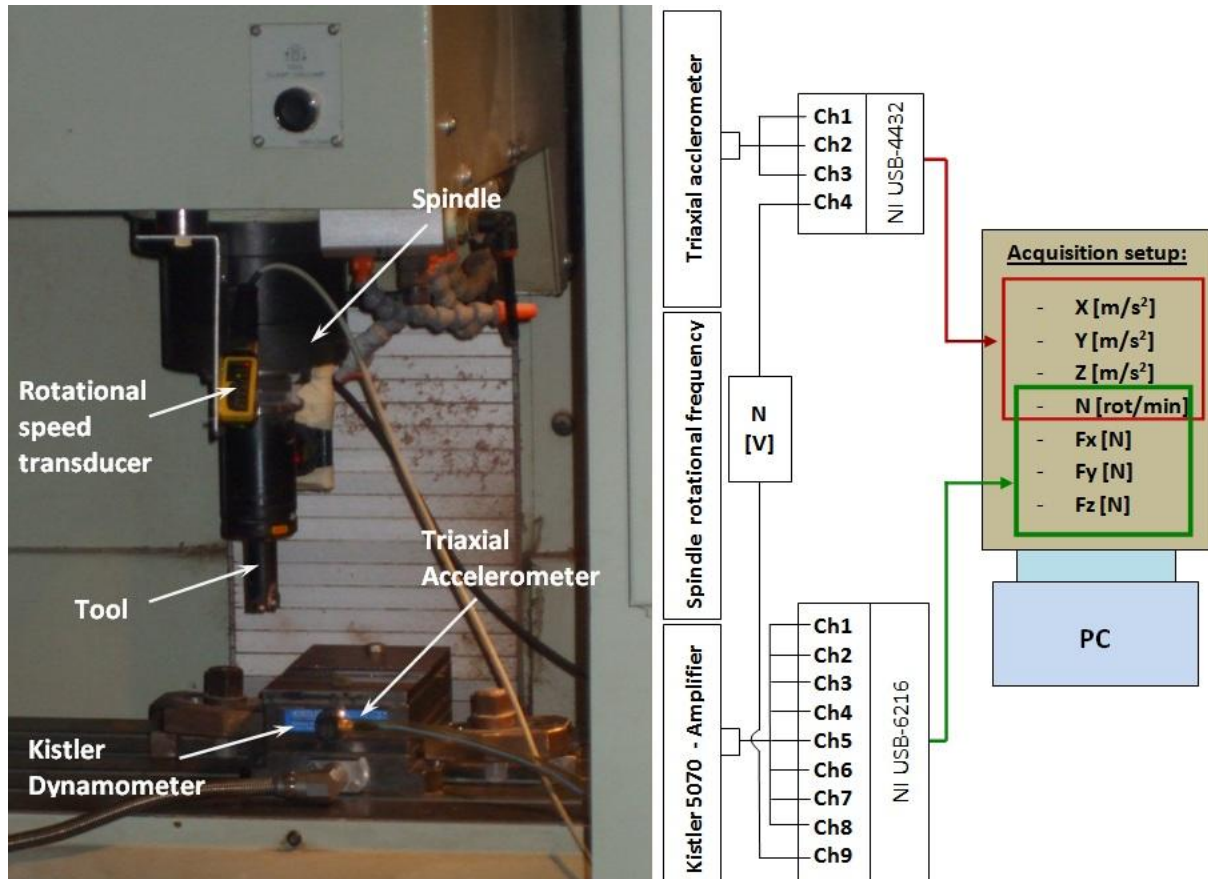 Spindle
Rotational
speed
transducer
Triaxial
Accelerometer
Tool
Kistler
Dynamometer
Triaxial acclerometer
Ch1
Ch2
Ch3
Ch4
NI USB-4432
Spindle rotational frequency
N
[V]
Kistler 5070 - Amplifier
Ch1
Ch2
Ch3
Ch4
Ch5
Ch6
Ch7
Ch8
Ch9
NI USB-6216
Acquisition setup:
- X [m/s²]
- Y [m/s²]
- Z [m/s²]
- N [rot/min]
- Fx [N]
- Fy [N]
- Fz [N]
PC